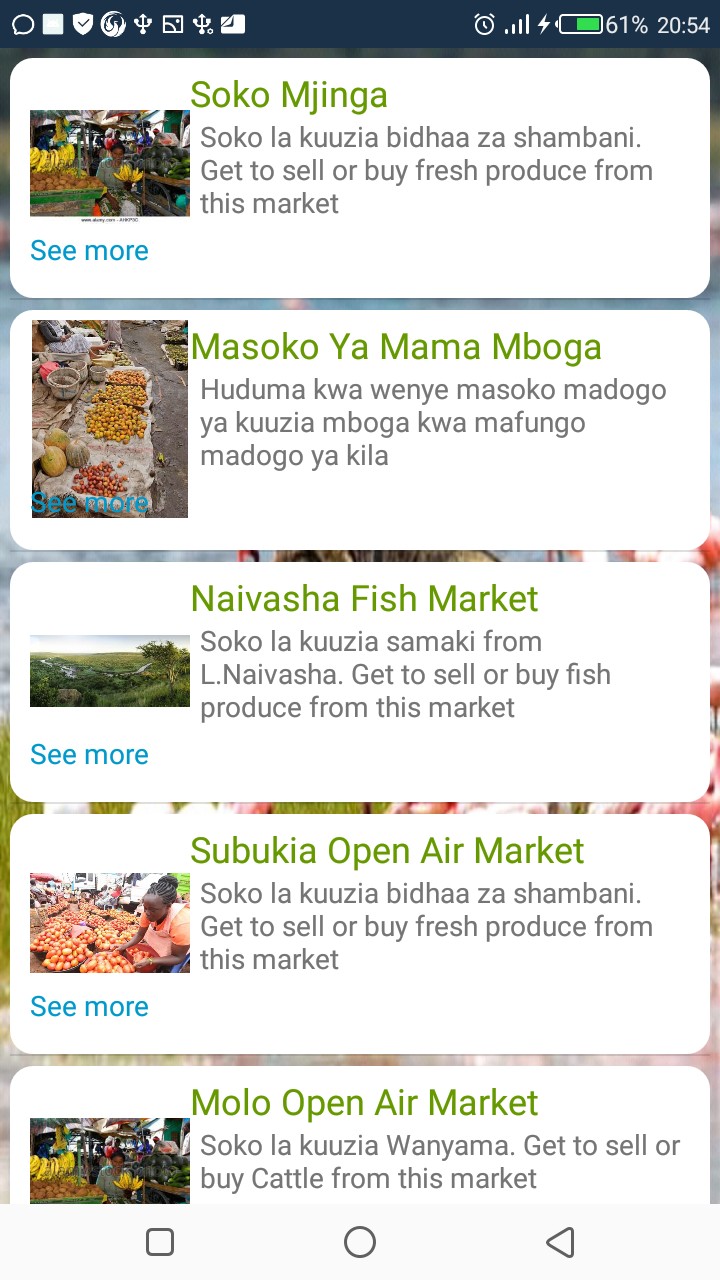 61% 20:54
Soko Mjinga
Soko la kuuzia bidhaa za shambani.
Get to sell or buy fresh produce from
this market
www.alamy.com - A4KP3C
See more
Masoko Ya Mama Mboga
Huduma kwa wenye masoko madogo
ya kuuzia mboga kwa mafungo
madogo ya kila
See more
Naivasha Fish Market
Soko la kuuzia samaki from
L.Naivasha. Get to sell or buy fish
produce from this market
See more
Subukia Open Air Market
Soko la kuuzia bidhaa za shambani.
Get to sell or buy fresh produce from
this market
See more
Molo Open Air Market
Soko la kuuzia Wanyama. Get to sell or
buy Cattle from this market